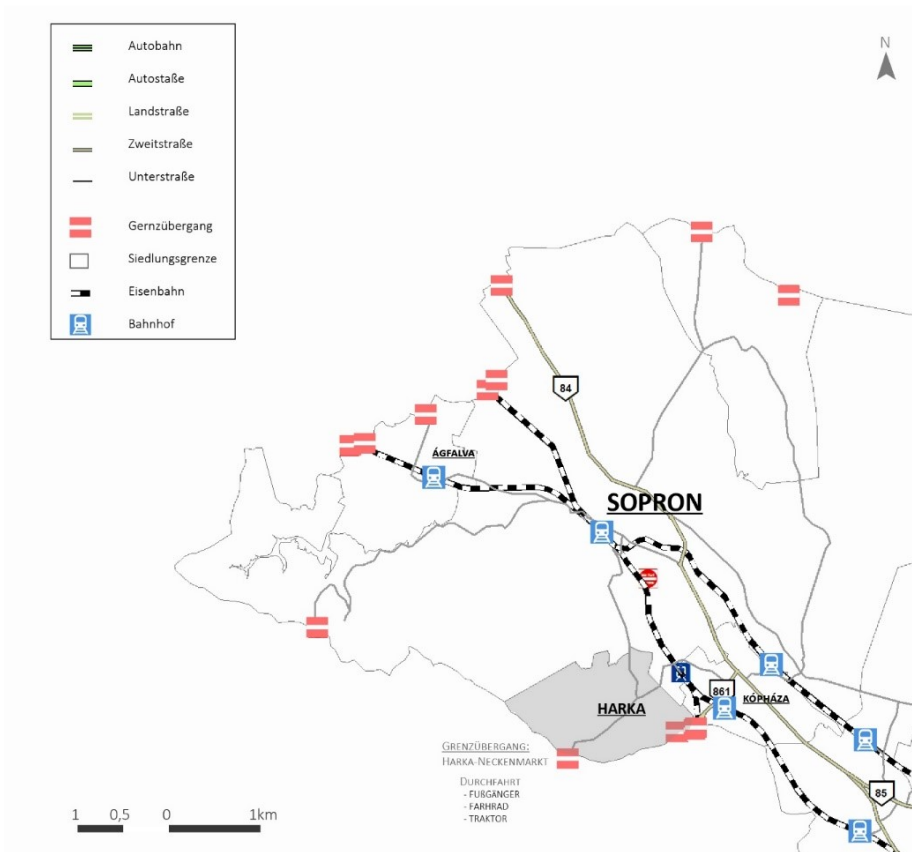 Autobahn
Autostaße
Landstraße
Zweitstraße
Unterstraße
Gernzübergang
Siedlungsgrenze
Eisenbahn
Bahnhof
N
84
ÁGFALVA
SOPRON
HARKA
861
KÓPHÁZA
GRENZÜBERGANG:
HARKA-NECKENMARKT
DURCHFAHRT
- FUßGÄNGER
- FARHRAD
- TRAKTOR
85
1 0,5 0 1km